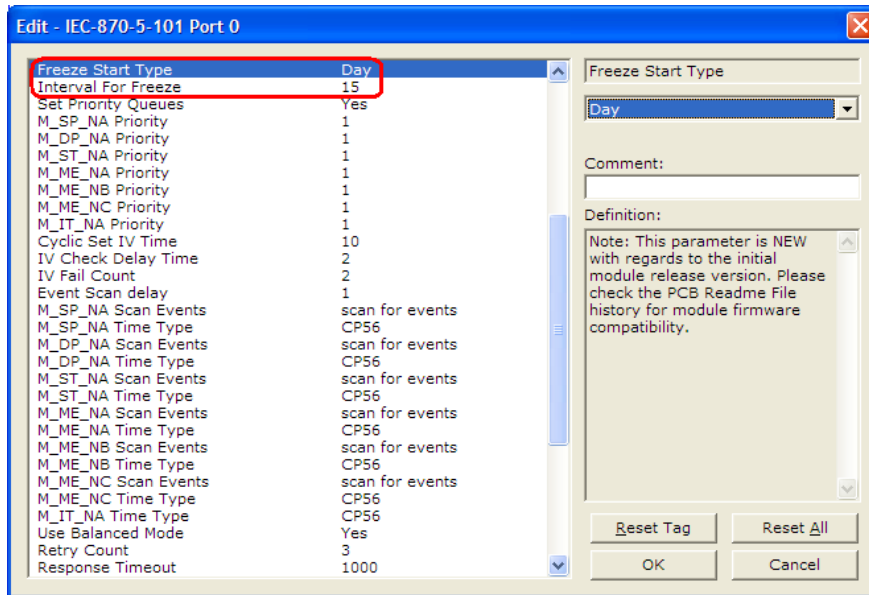 Edit - IEC-870-5-101 Port 0
Freeze Start Type Day
Interval For Freeze 15
Set Priority Queues Yes
M_SP_NA Priority 1
M_DP_NA Priority 1
M_ST_NA Priority 1
M_ME_NA Priority 1
M_ME_NB Priority 1
M_ME_NC Priority 1
M_IT_NA Priority 1
Cyclic Set IV Time 10
IV Check Delay Time 2
IV Fail Count 2
Event Scan delay 1
M_SP_NA Scan Events scan for events
M_SP_NA Time Type CP56
M_DP_NA Scan Events scan for events
M_DP_NA Time Type CP56
M_ST_NA Scan Events scan for events
M_ST_NA Time Type CP56
M_ME_NA Scan Events scan for events
M_ME_NA Time Type CP56
M_ME_NB Scan Events scan for events
M_ME_NB Time Type CP56
M_ME_NC Scan Events scan for events
M_ME_NC Time Type CP56
M_IT_NA Time Type CP56
Use Balanced Mode Yes
Retry Count 3
Response Timeout 1000
Freeze Start Type
Day
Comment:
Definition:
Note: This parameter is NEW
with regards to the initial
module release version. Please
check the PCB Readme File
history for module firmware
compatibility.
Reset Tag Reset All
OK Cancel